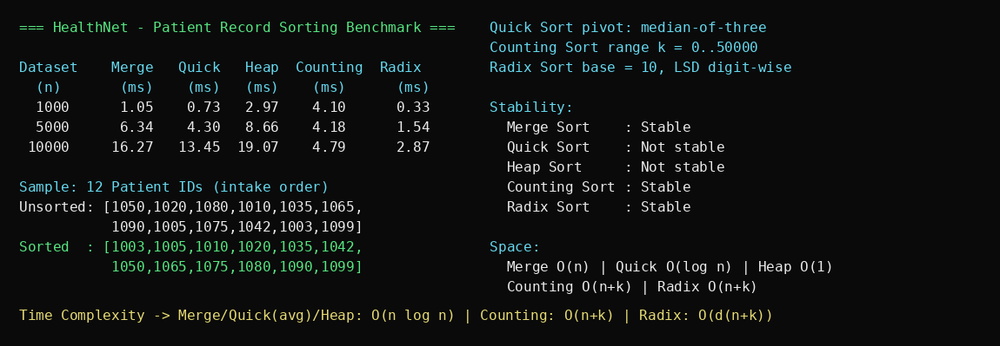 === HealthNet - Patient Record Sorting Benchmark ===
Dataset    Merge   Quick   Heap  Counting  Radix
  (n)       (ms)    (ms)   (ms)    (ms)      (ms)
  1000      1.05    0.73   2.97    4.10      0.33
  5000      6.34    4.30   8.66    4.18      1.54
 10000     16.27   13.45  19.07    4.79      2.87
Sample: 12 Patient IDs (intake order)
Unsorted: [1050,1020,1080,1010,1035,1065,
           1090,1005,1075,1042,1003,1099]
Sorted  : [1003,1005,1010,1020,1035,1042,
           1050,1065,1075,1080,1090,1099]
Quick Sort pivot: median-of-three
Counting Sort range k = 0..50000
Radix Sort base = 10, LSD digit-wise
Stability:
  Merge Sort    : Stable
  Quick Sort    : Not stable
  Heap Sort     : Not stable
  Counting Sort : Stable
  Radix Sort    : Stable
Space:
  Merge O(n) | Quick O(log n) | Heap O(1)
  Counting O(n+k) | Radix O(n+k)
Time Complexity -> Merge/Quick(avg)/Heap: O(n log n) | Counting: O(n+k) | Radix: O(d(n+k))